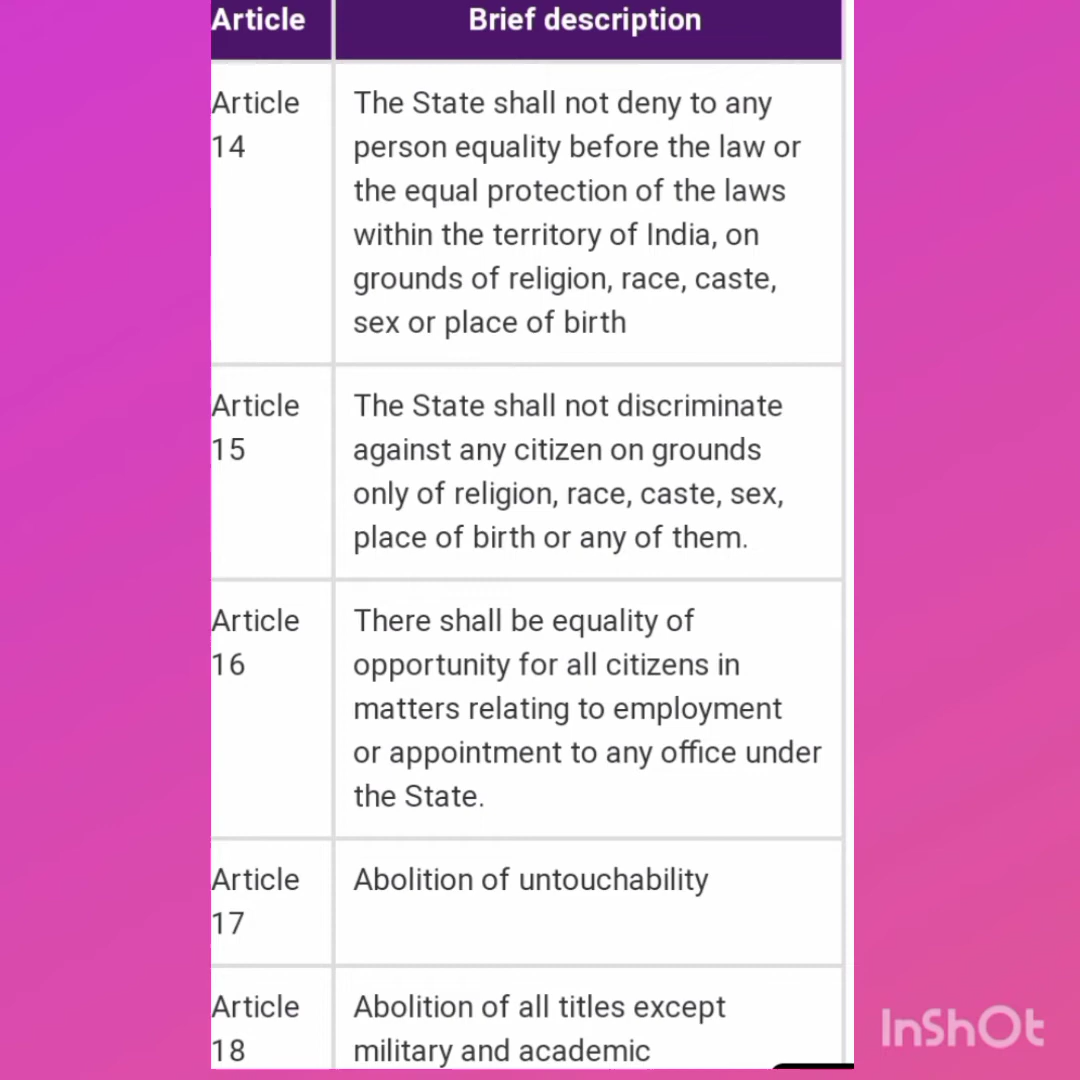 Article
Brief description
Article
14
The State shall not deny to any
person equality before the law or
the equal protection of the laws
within the territory of India, on
grounds of religion, race, caste,
sex or place of birth
Article
15
The State shall not discriminate
against any citizen on grounds
only of religion, race, caste, sex,
place of birth or any of them.
Article
16
There shall be equality of
opportunity for all citizens in
matters relating to employment
or appointment to any office under
the State.
Article
17
Abolition of untouchability
Article
18
Abolition of all titles except
military and academic
InShOt